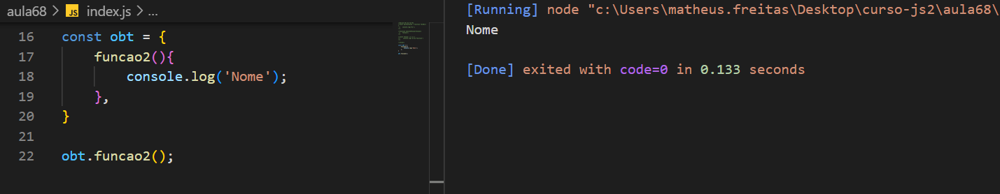 aula68 > JS index.js > ...
16 const obt = {
17 funcao2(){
18 console.log('Nome');
19 },
20 }
21
22 obt.funcao2();
[Running] node "c:\Users\matheus.freitas\Desktop\curso-js2\aula68\
Nome
[Done] exited with code=0 in 0.133 seconds